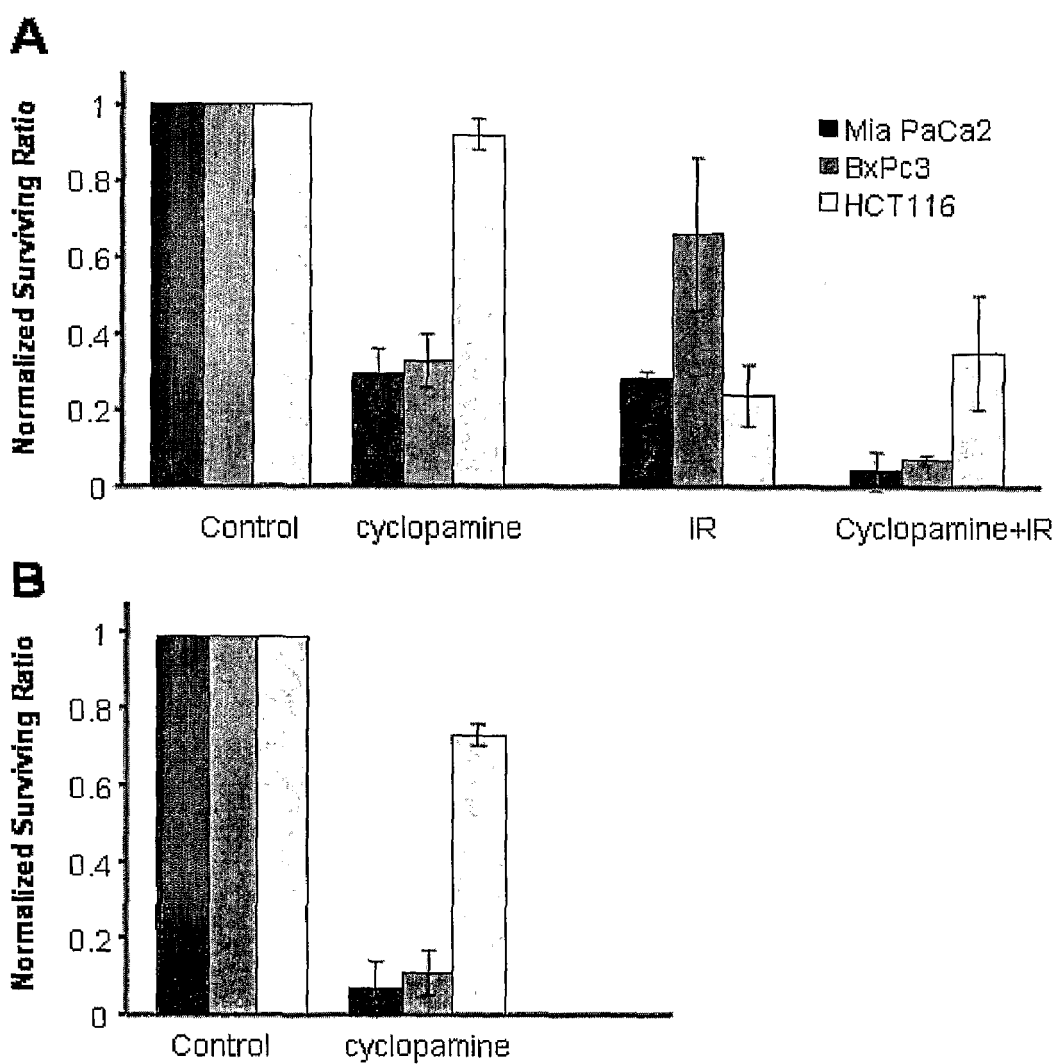 A
Normalized Surviving Ratio
1
0.8
0.6
0.4
0.2
0
Mia PaCa2
BxPc3
HCT116
Control
cyclopamine
IR
Cyclopamine+IR
B
Normalized Surviving Ratio
1
0.8
0.6
0.4
0.2
0
Control
cyclopamine